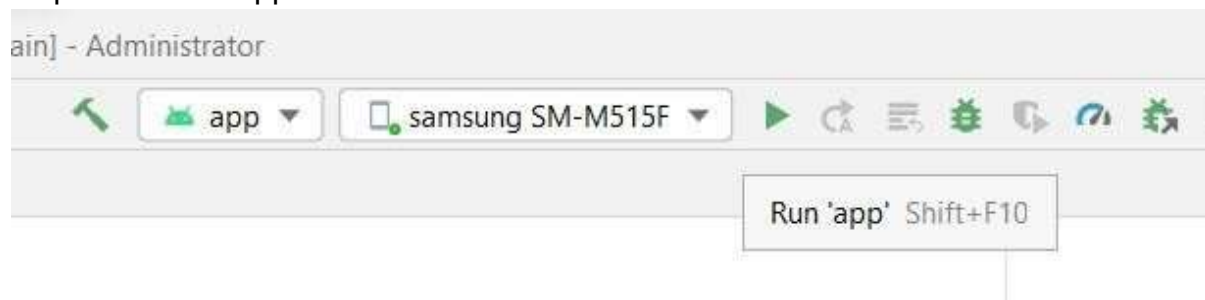 ain] - Administrator
app
samsung SM-M515F
Run 'app' Shift+F10